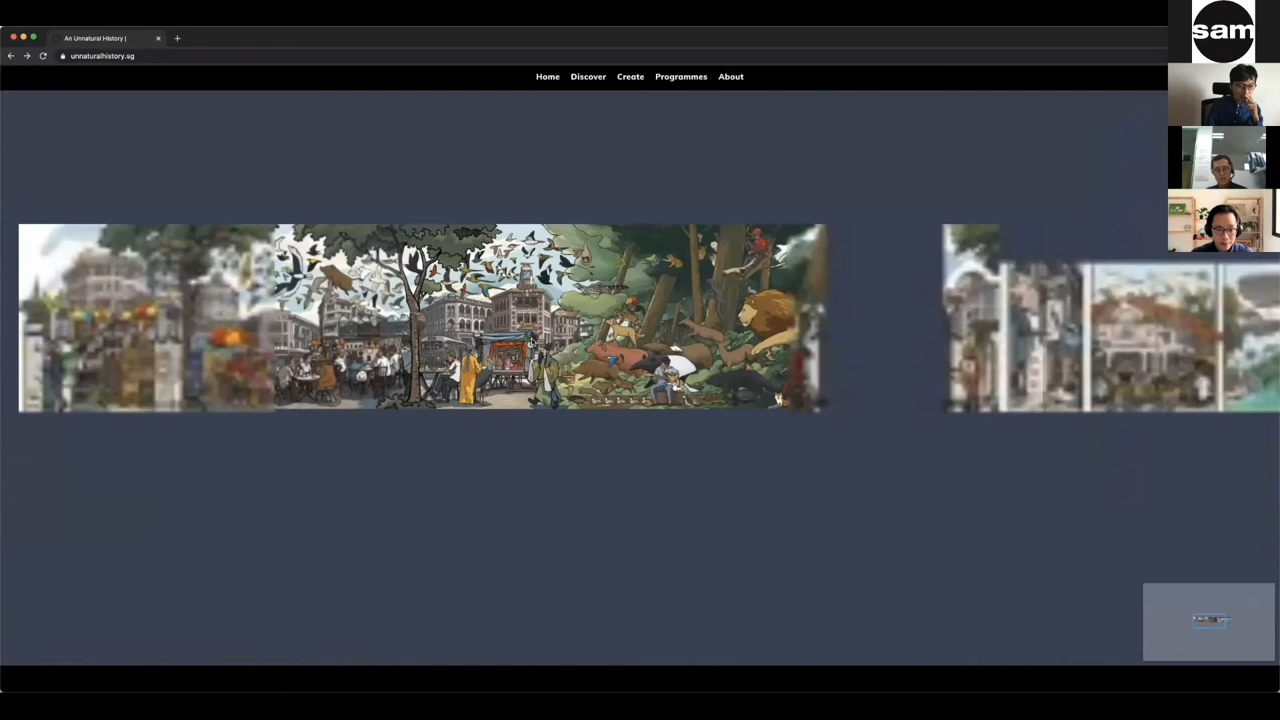 An Unnatural History |
unnaturalhistory.sg
Home Discover Create Programmes About
sam